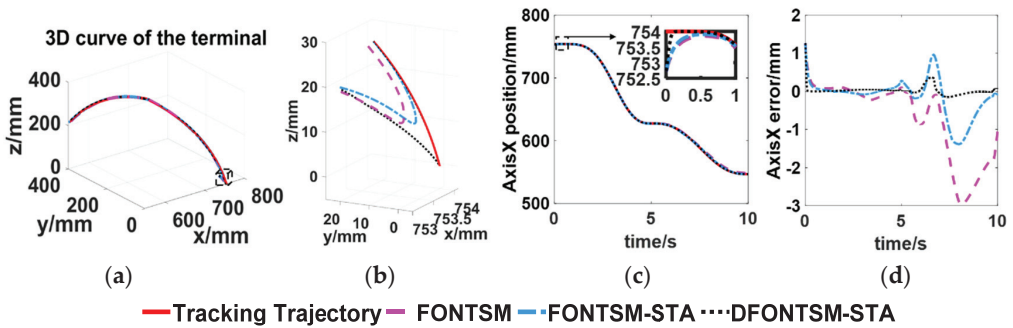 3D curve of the terminal
400
200
0
z/mm
400
200
0
y/mm
600
700
800
x/mm
(a)
30
20
10
0
z/mm
20
10
0
y/mm
753
753.5
754
x/mm
(b)
800
700
600
500
AxisX position/mm
754
753.5
753
752.5
0
0.5
1
0
5
10
time/s
(c)
2
1
0
-1
-2
-3
AxisX error/mm
0
5
10
time/s
(d)
Tracking Trajectory FONTSM FONTSM-STA DFONTSM-STA